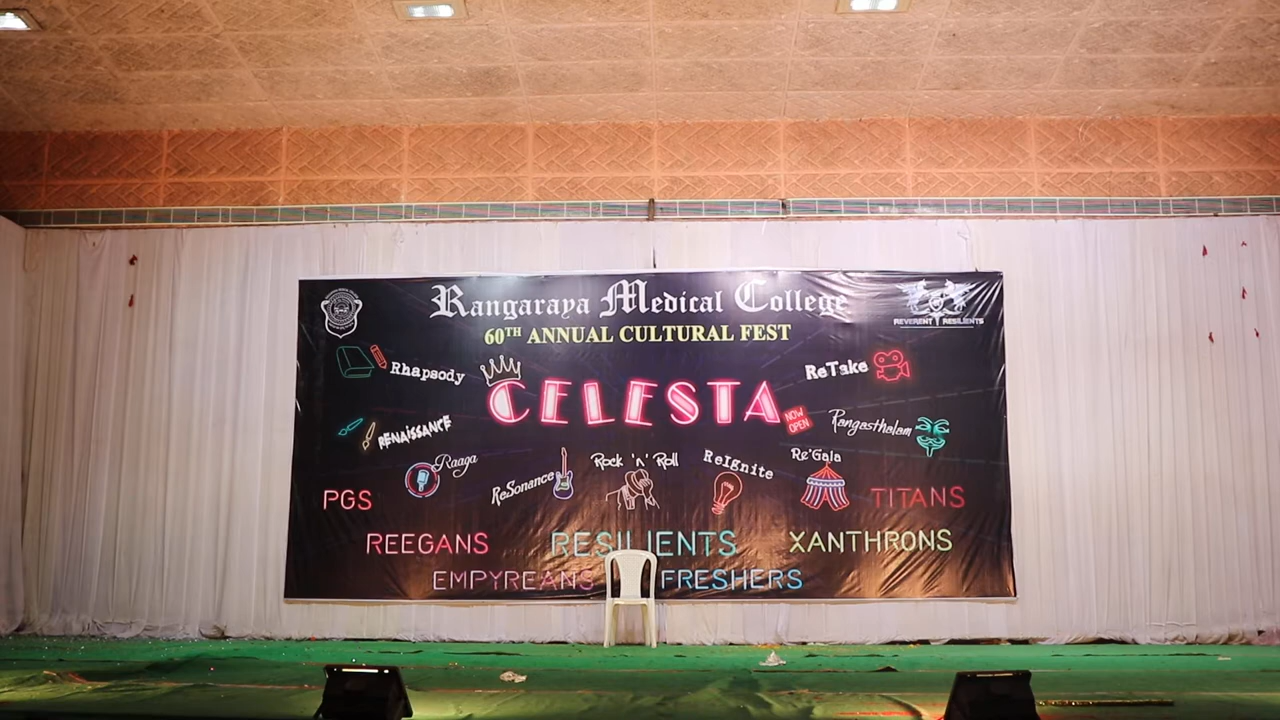 Rangaraya Medical College
60TH ANNUAL CULTURAL FEST
REVERENT RESILIENTS
Rhapsody
CELESTA
ReTake
NOW
OPEN
Rangasthalam
RENAISSANCE
Raaga
ReSonance
Rock 'n' Roll
ReIgnite
Re'Gala
PGS
TITANS
REEGANS
RESILIENTS
XANTHRONS
EMPYREANS
FRESHERS